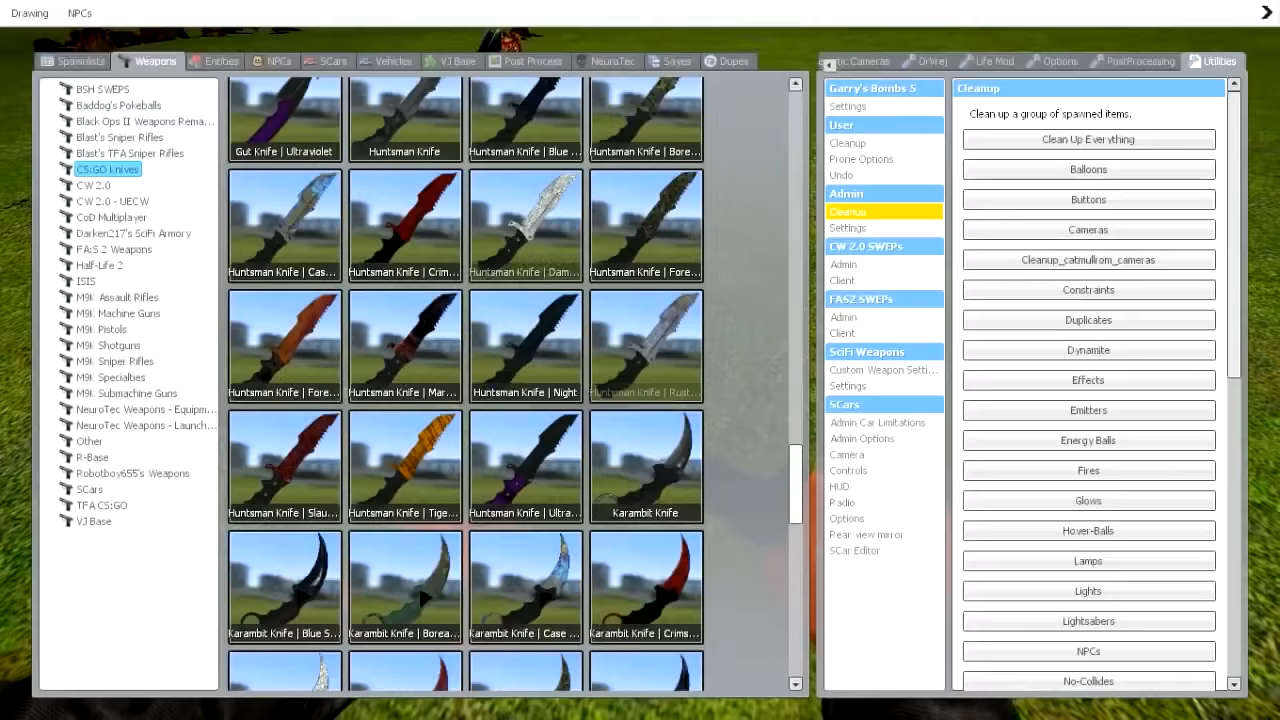 Drawing NPCs
Spawnlists Weapons Entities NPCs SCars Vehicles VJ Base Post Process NeuroTec Saves Dupes
Cameras DrVrej Life Mod Options PostProcessing Utilities
BSH SWEPS
Baddog's Pokeballs
Black Ops II Weapons Rema...
Blast's Sniper Rifles
Blast's TFA Sniper Rifles
CS:GO Knives
CW 2.0
CW 2.0 - UECW
CoD Multiplayer
Darken217's SciFi Armory
FA:S 2 Weapons
Half-Life 2
ISIS
M9K Assault Rifles
M9K Machine Guns
M9K Pistols
M9K Shotguns
M9K Sniper Rifles
M9K Specialties
M9K Submachine Guns
NeuroTec Weapons - Equipm...
NeuroTec Weapons - Launch...
Other
R-Base
Robotboy655's Weapons
SCars
TFA CS:GO
VJ Base
Gut Knife | Ultraviolet
Huntsman Knife
Huntsman Knife | Blue ...
Huntsman Knife | Bore...
Huntsman Knife | Cas...
Huntsman Knife | Crim...
Huntsman Knife | Dam...
Huntsman Knife | Fore...
Huntsman Knife | Fore...
Huntsman Knife | Mar...
Huntsman Knife | Night
Huntsman Knife | Rust...
Huntsman Knife | Slau...
Huntsman Knife | Tige...
Huntsman Knife | Ultra...
Karambit Knife
Karambit Knife | Blue S...
Karambit Knife | Borea...
Karambit Knife | Case ...
Karambit Knife | Crims...
Garry's Bombs 5
Settings
User
Cleanup
Prone Options
Undo
Admin
Cleanup
Settings
CW 2.0 SWEPs
Admin
Client
FAS2 SWEPs
Admin
Client
SciFi Weapons
Custom Weapon Setti...
Settings
SCars
Admin Car Limitations
Admin Options
Camera
Controls
HUD
Radio
Options
Rear view mirror
SCar Editor
Cleanup
Clean up a group of spawned items.
Clean Up Everything
Balloons
Buttons
Cameras
Cleanup_catmullrom_cameras
Constraints
Duplicates
Dynamite
Effects
Emitters
Energy Balls
Fires
Glows
Hover-Balls
Lamps
Lights
Lightsabers
NPCs
No-Collides